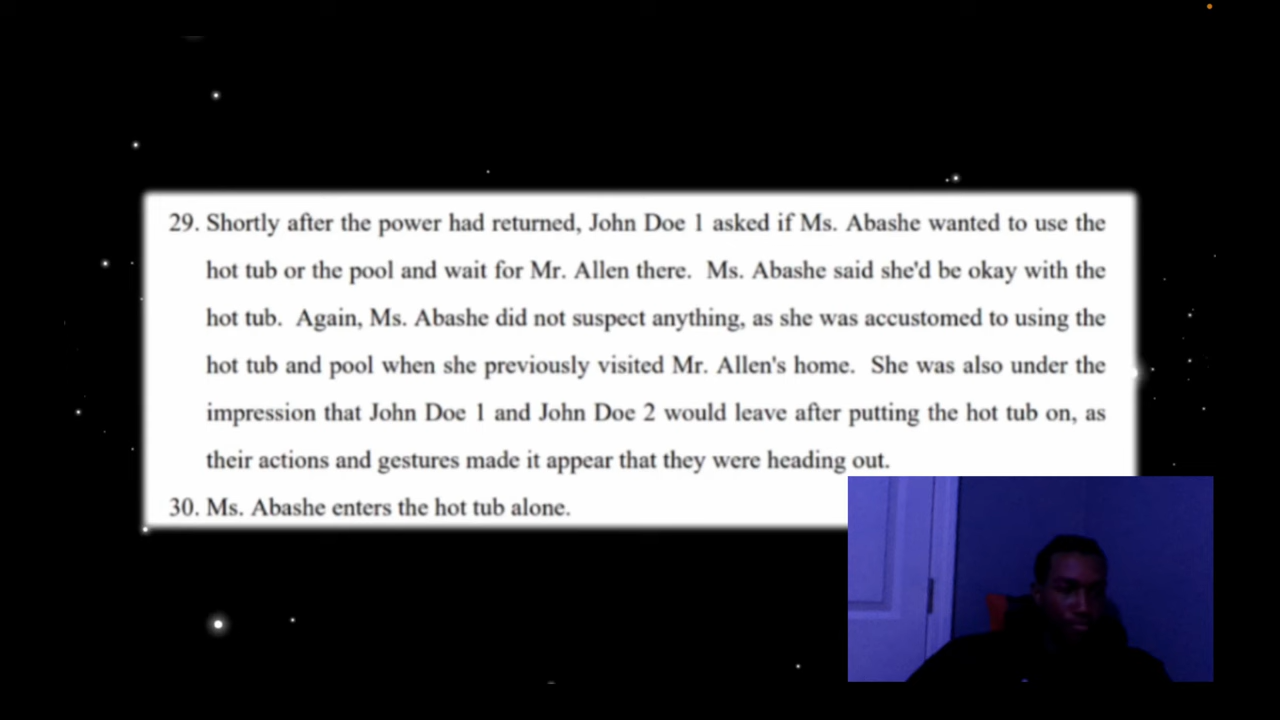 29. Shortly after the power had returned, John Doe 1 asked if Ms. Abashe wanted to use the
hot tub or the pool and wait for Mr. Allen there. Ms. Abashe said she'd be okay with the
hot tub. Again, Ms. Abashe did not suspect anything, as she was accustomed to using the
hot tub and pool when she previously visited Mr. Allen's home. She was also under the
impression that John Doe 1 and John Doe 2 would leave after putting the hot tub on, as
their actions and gestures made it appear that they were heading out.
30. Ms. Abashe enters the hot tub alone.